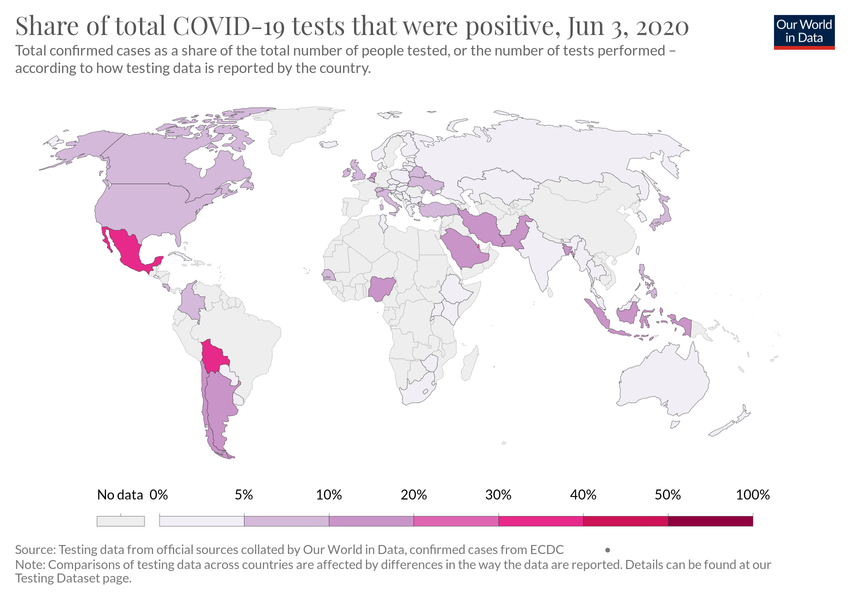 Share of total COVID-19 tests that were positive, Jun 3, 2020
Our World
in Data
Total confirmed cases as a share of the total number of people tested, or the number of tests performed –
according to how testing data is reported by the country.
No data 0% 5% 10% 20% 30% 40% 50% 100%
Source: Testing data from official sources collated by Our World in Data, confirmed cases from ECDC •
Note: Comparisons of testing data across countries are affected by differences in the way the data are reported. Details can be found at our
Testing Dataset page.